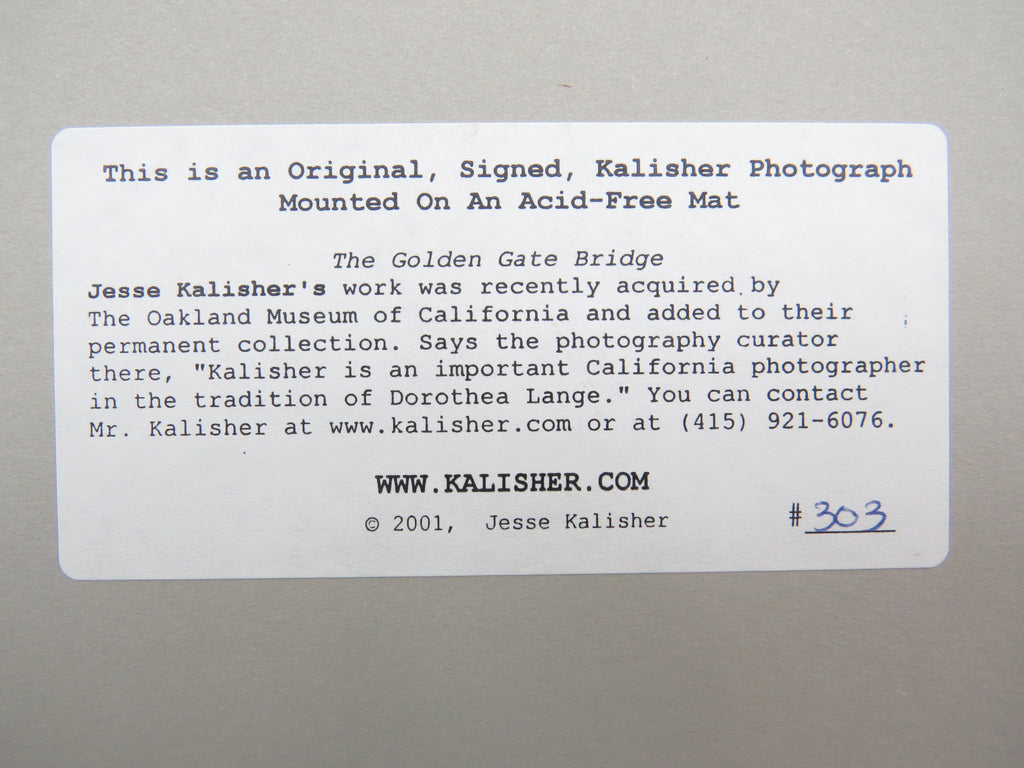 This is an Original, Signed, Kalisher Photograph
Mounted On An Acid-Free Mat
The Golden Gate Bridge
Jesse Kalisher's work was recently acquired by
The Oakland Museum of California and added to their
permanent collection. Says the photography curator
there, "Kalisher is an important California photographer
in the tradition of Dorothea Lange." You can contact
Mr. Kalisher at www.kalisher.com or at (415) 921-6076.
WWW.KALISHER.COM
© 2001, Jesse Kalisher
#303